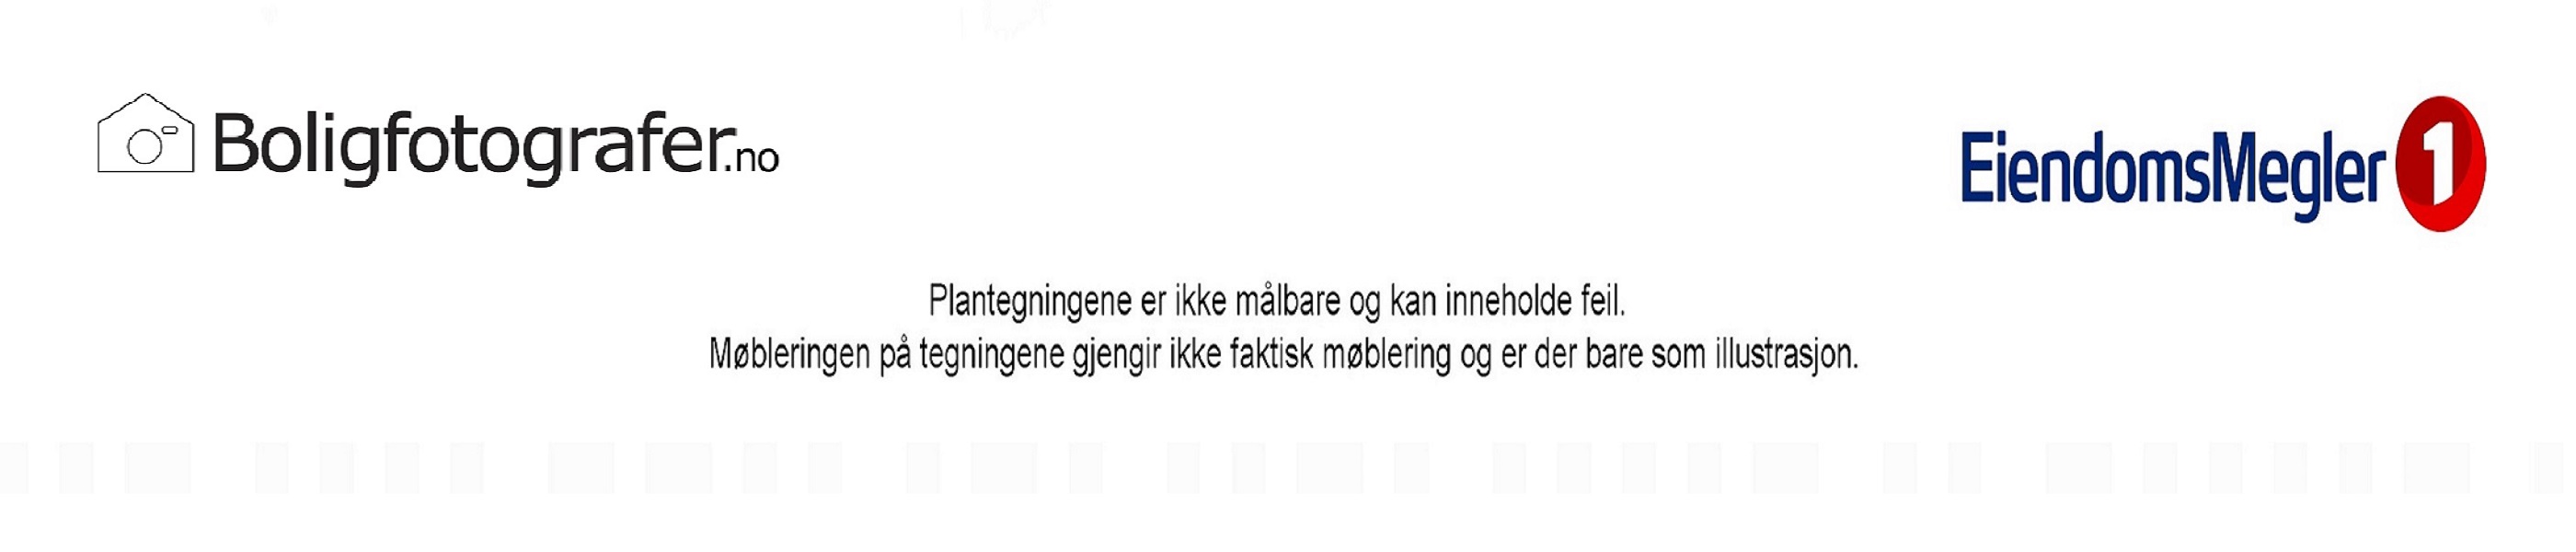 Boligfotografer.no
EiendomsMegler 1
Plantegningene er ikke målbare og kan inneholde feil.
Møbleringen på tegningene gjengir ikke faktisk møblering og er der bare som illustrasjon.